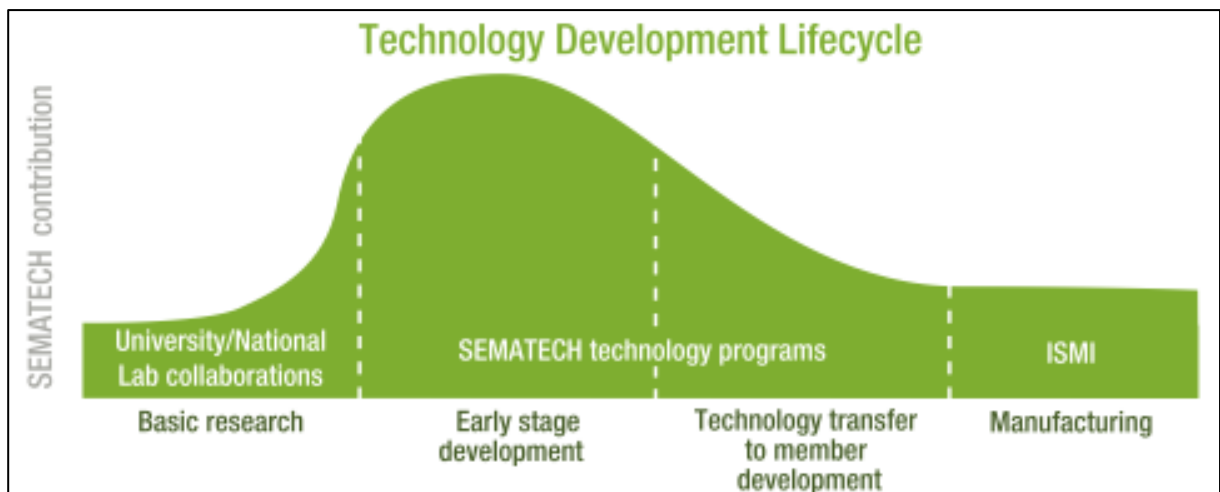 Technology Development Lifecycle
SEMATECH contribution
University/National
Lab collaborations
SEMATECH technology programs
ISMI
Basic research
Early stage
development
Technology transfer
to member
development
Manufacturing